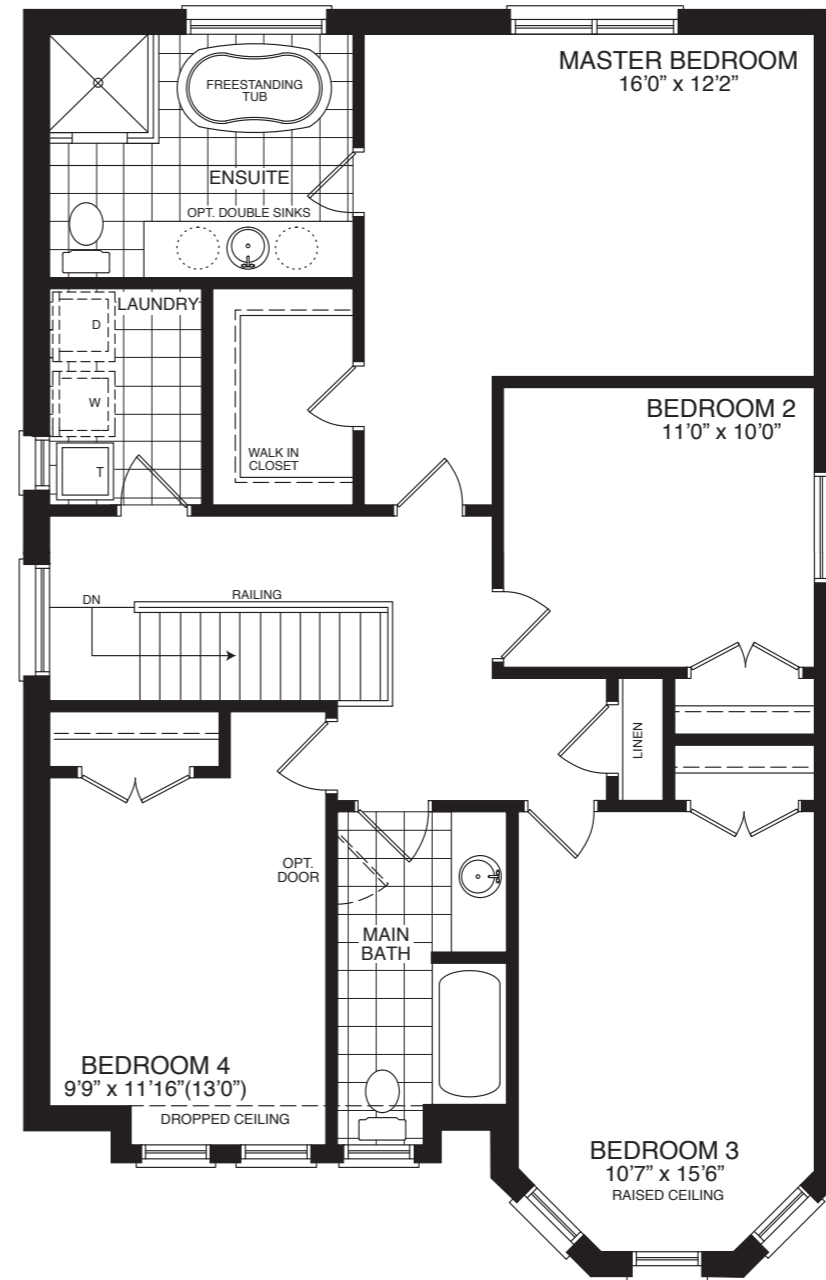 MASTER BEDROOM
16'0" x 12'2"
FREESTANDING
TUB
ENSUITE
OPT. DOUBLE SINKS
LAUNDRY
D
W
T
WALK IN
CLOSET
BEDROOM 2
11'0" x 10'0"
DN
RAILING
LINEN
OPT.
DOOR
MAIN
BATH
BEDROOM 4
9'9" x 11'16"(13'0")
DROPPED CEILING
BEDROOM 3
10'7" x 15'6"
RAISED CEILING